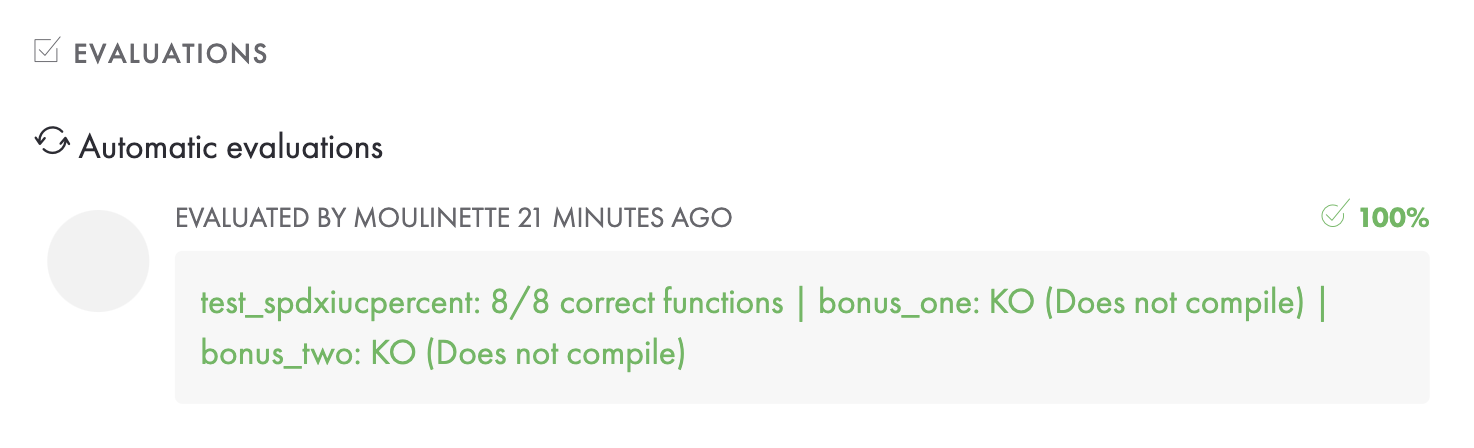 EVALUATIONS
Automatic evaluations
EVALUATED BY MOULINETTE 21 MINUTES AGO 100%
test_spdxiucpercent: 8/8 correct functions | bonus_one: KO (Does not compile) |
bonus_two: KO (Does not compile)